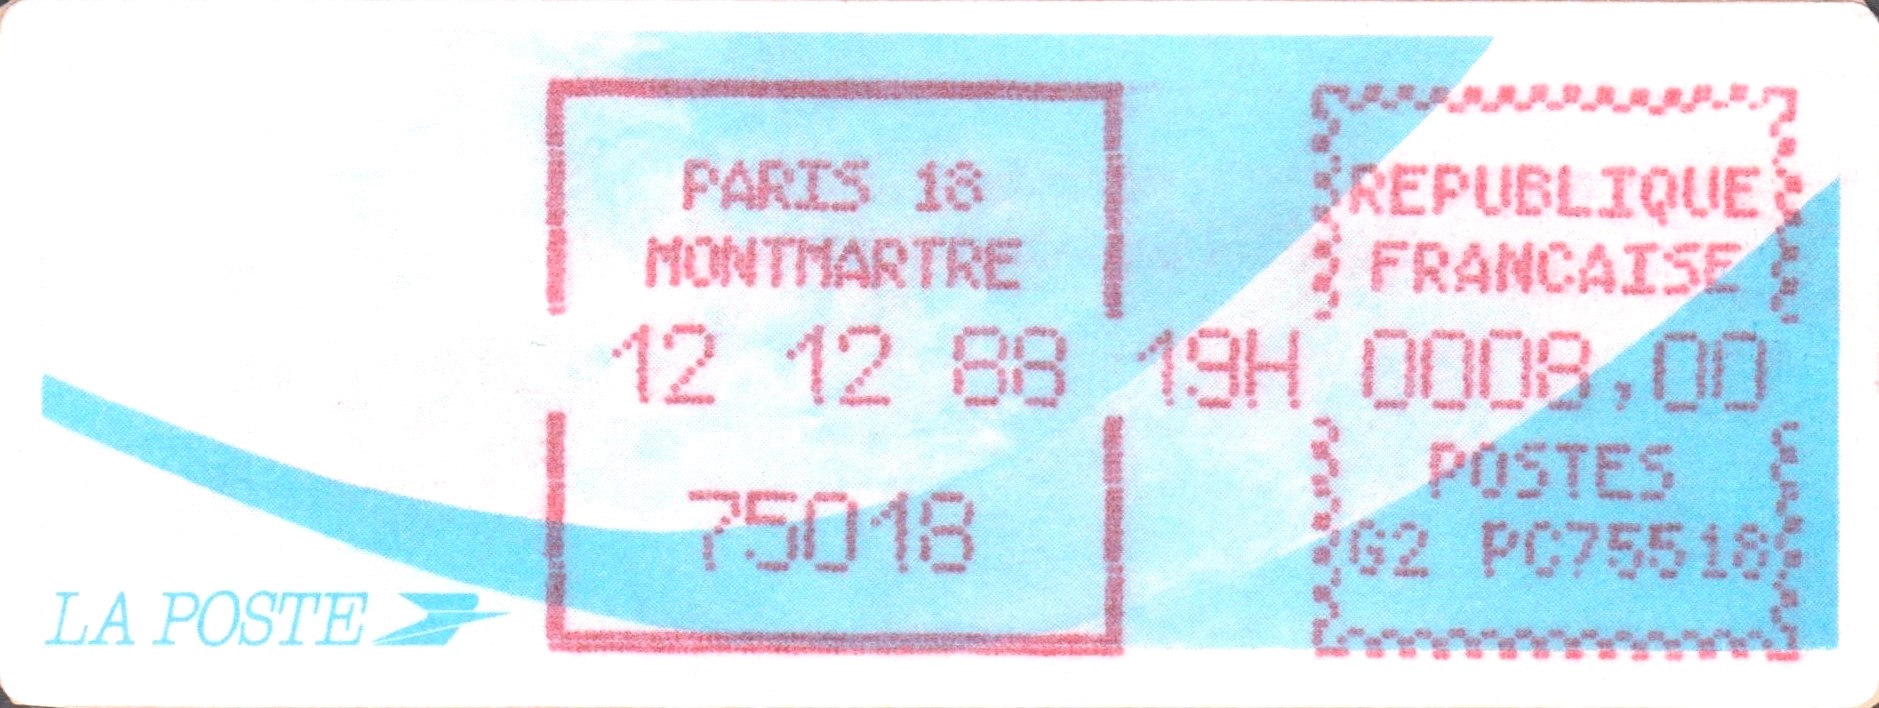 PARIS 18
MONTMARTRE
12 12 88 19H
75018
REPUBLIQUE
FRANCAISE
0008,00
POSTES
G2 PC75518
LA POSTE